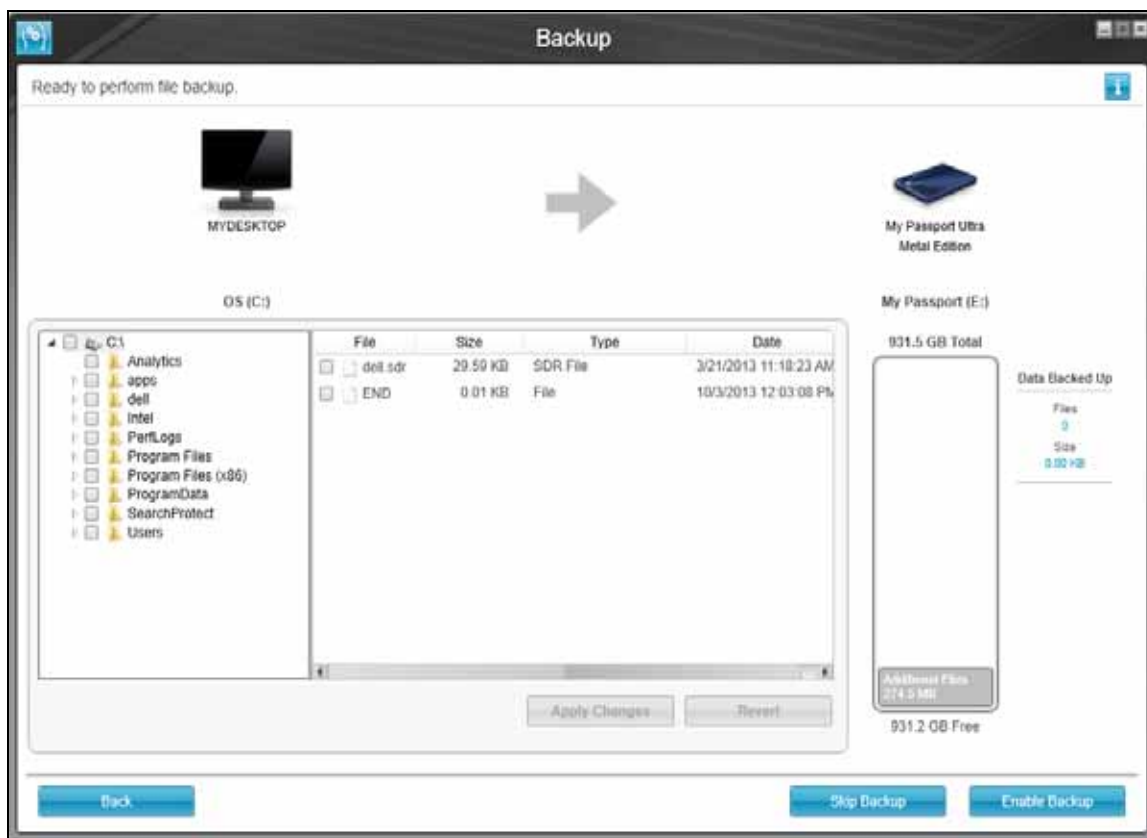 Backup
Ready to perform file backup.
MYDESKTOP
My Passport Ultra
Metal Edition
OS (C:)
My Passport (E:)
C:\
Analytics
apps
dell
Intel
PerfLogs
Program Files
Program Files (x86)
ProgramData
SearchProtect
Users
File Size Type Date
dell.sdr 29.59 KB SDR File 3/21/2013 11:18:23 AM
END 0.01 KB File 10/3/2013 12:03:08 PM
931.5 GB Total
Additional Files
274.5 MB
931.2 GB Free
Data Backed Up
Files
0
Size
0.00 KB
Apply Changes Revert
Back Skip Backup Enable Backup